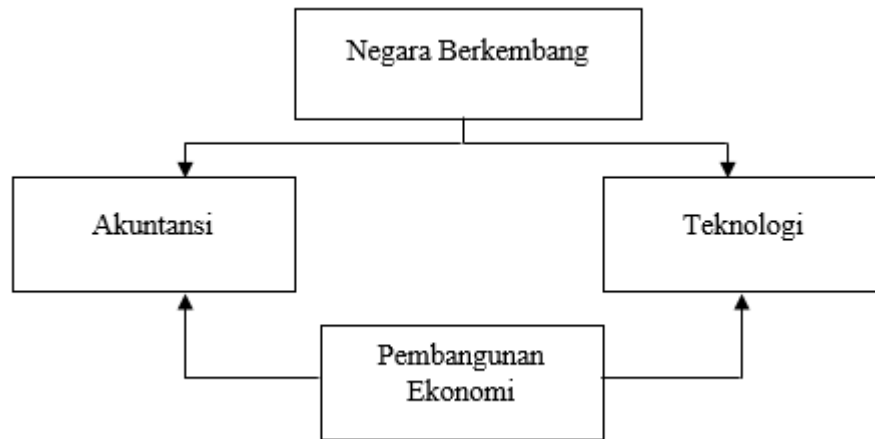 Negara Berkembang
Akuntansi
Teknologi
Pembangunan
Ekonomi